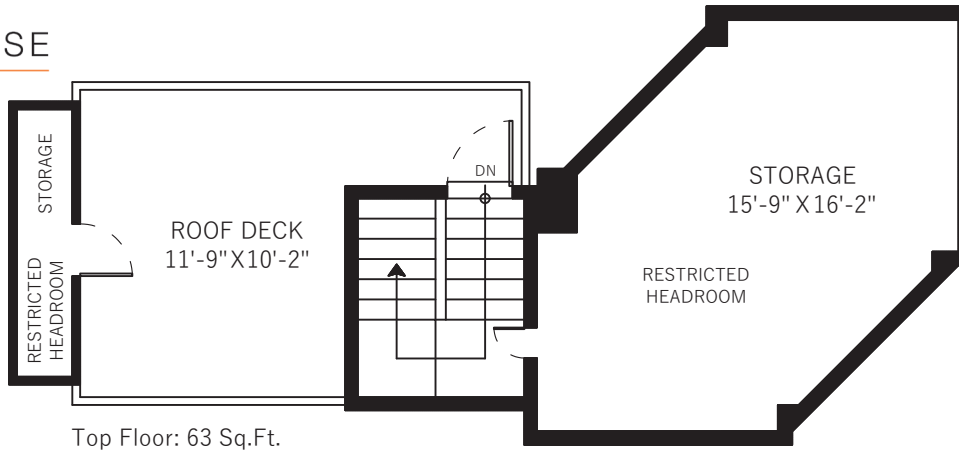 SE
STORAGE
RESTRICTED
HEADROOM
ROOF DECK
11'-9"X10'-2"
DN
STORAGE
15'-9" X 16'-2"
RESTRICTED
HEADROOM
Top Floor: 63 Sq.Ft.